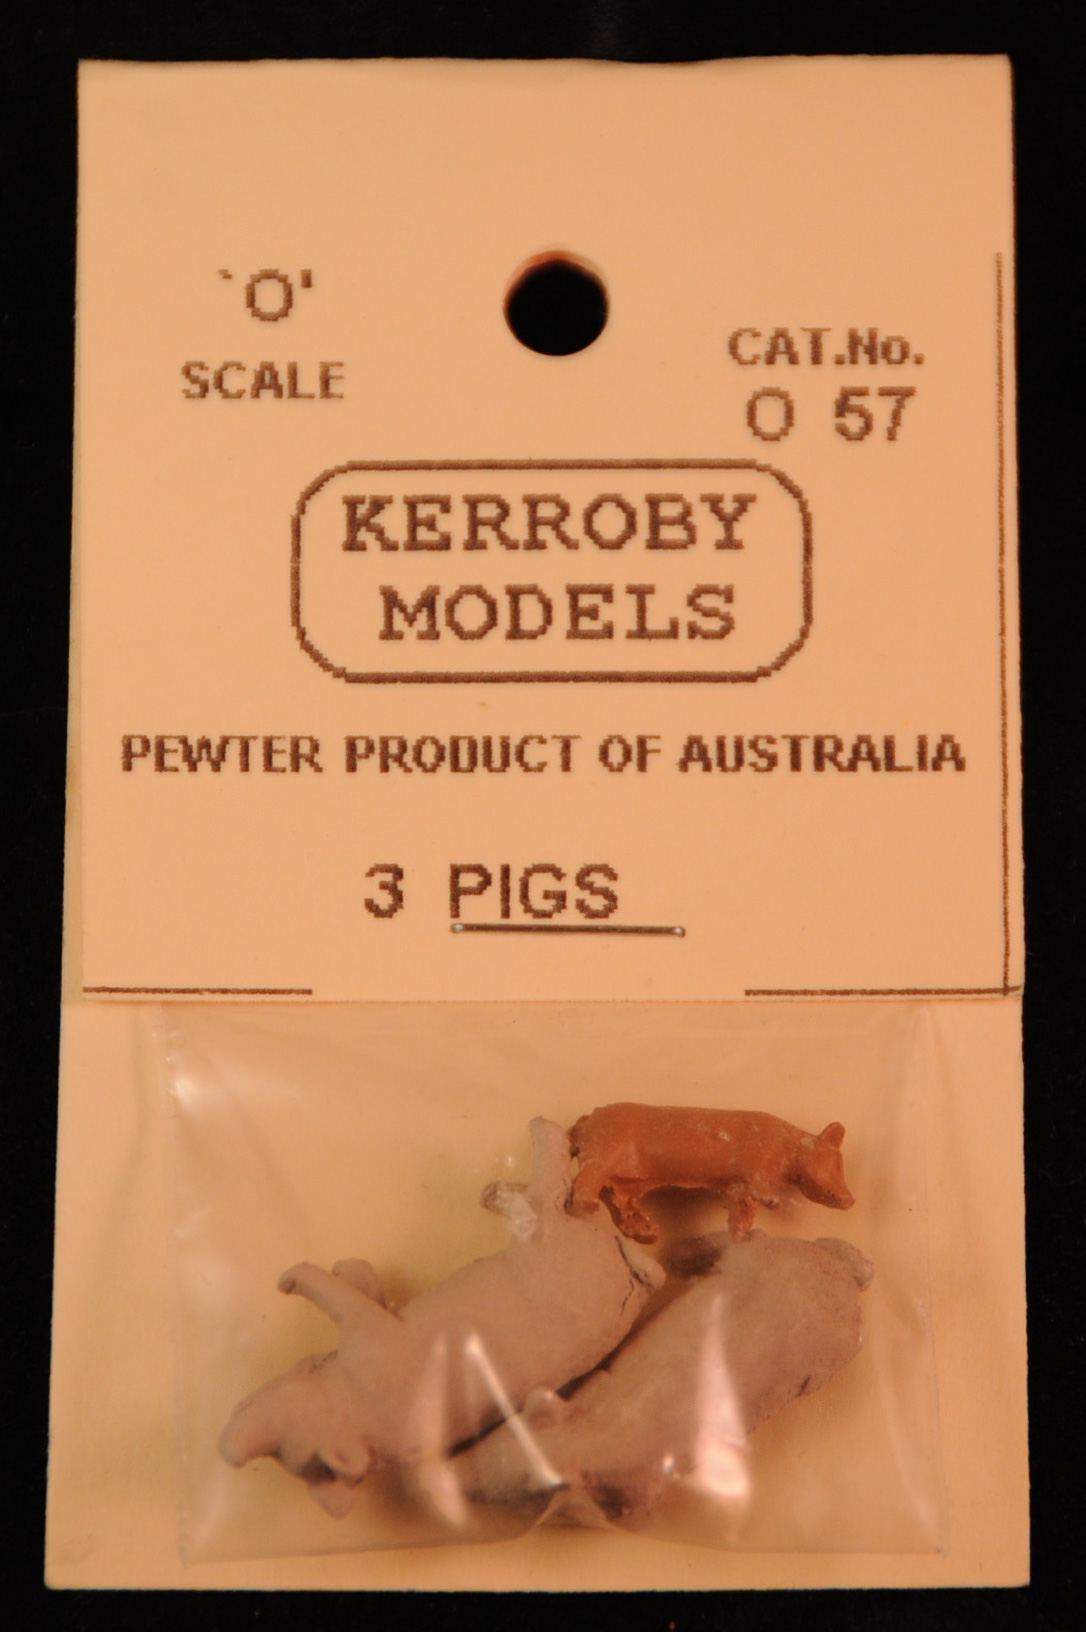 `O'
SCALE
CAT.No.
O 57
KERROBY
MODELS
PEWTER PRODUCT OF AUSTRALIA
3 PIGS